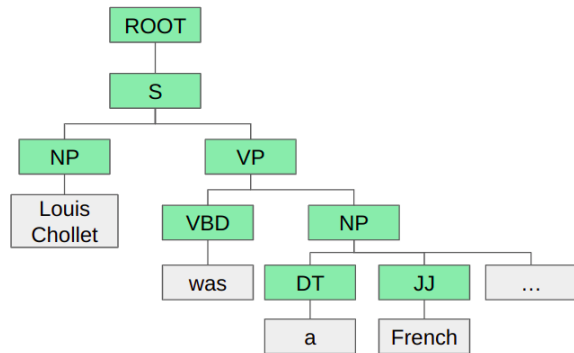 ROOT
S
NP
VP
Louis
Chollet
VBD
NP
was
DT
JJ
...
a
French